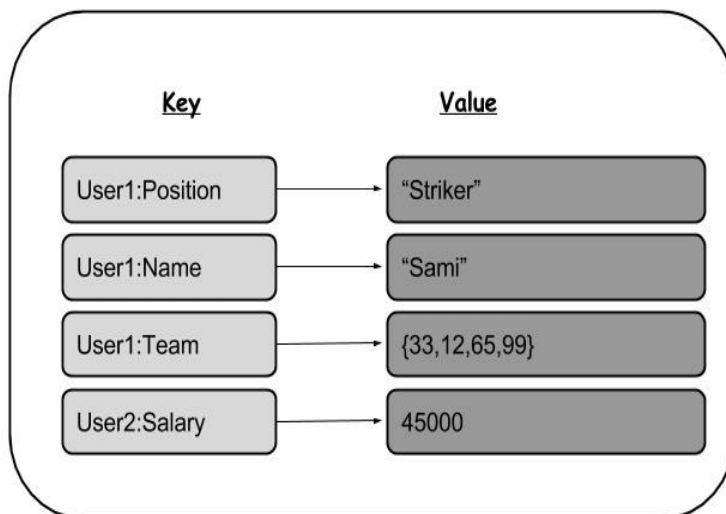 Key Value
User1:Position “Striker”
User1:Name “Sami”
User1:Team {33,12,65,99}
User2:Salary 45000